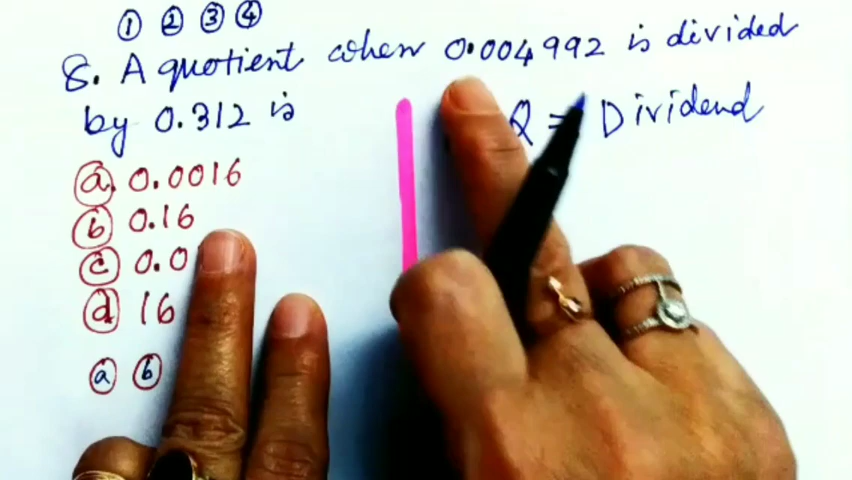 ① ② ③ ④
8. A quotient when 0.004992 is divided
by 0.312 is
Q = Dividend
ⓐ. 0.0016
ⓑ 0.16
ⓒ 0.0
ⓓ 16
ⓐ ⓑ